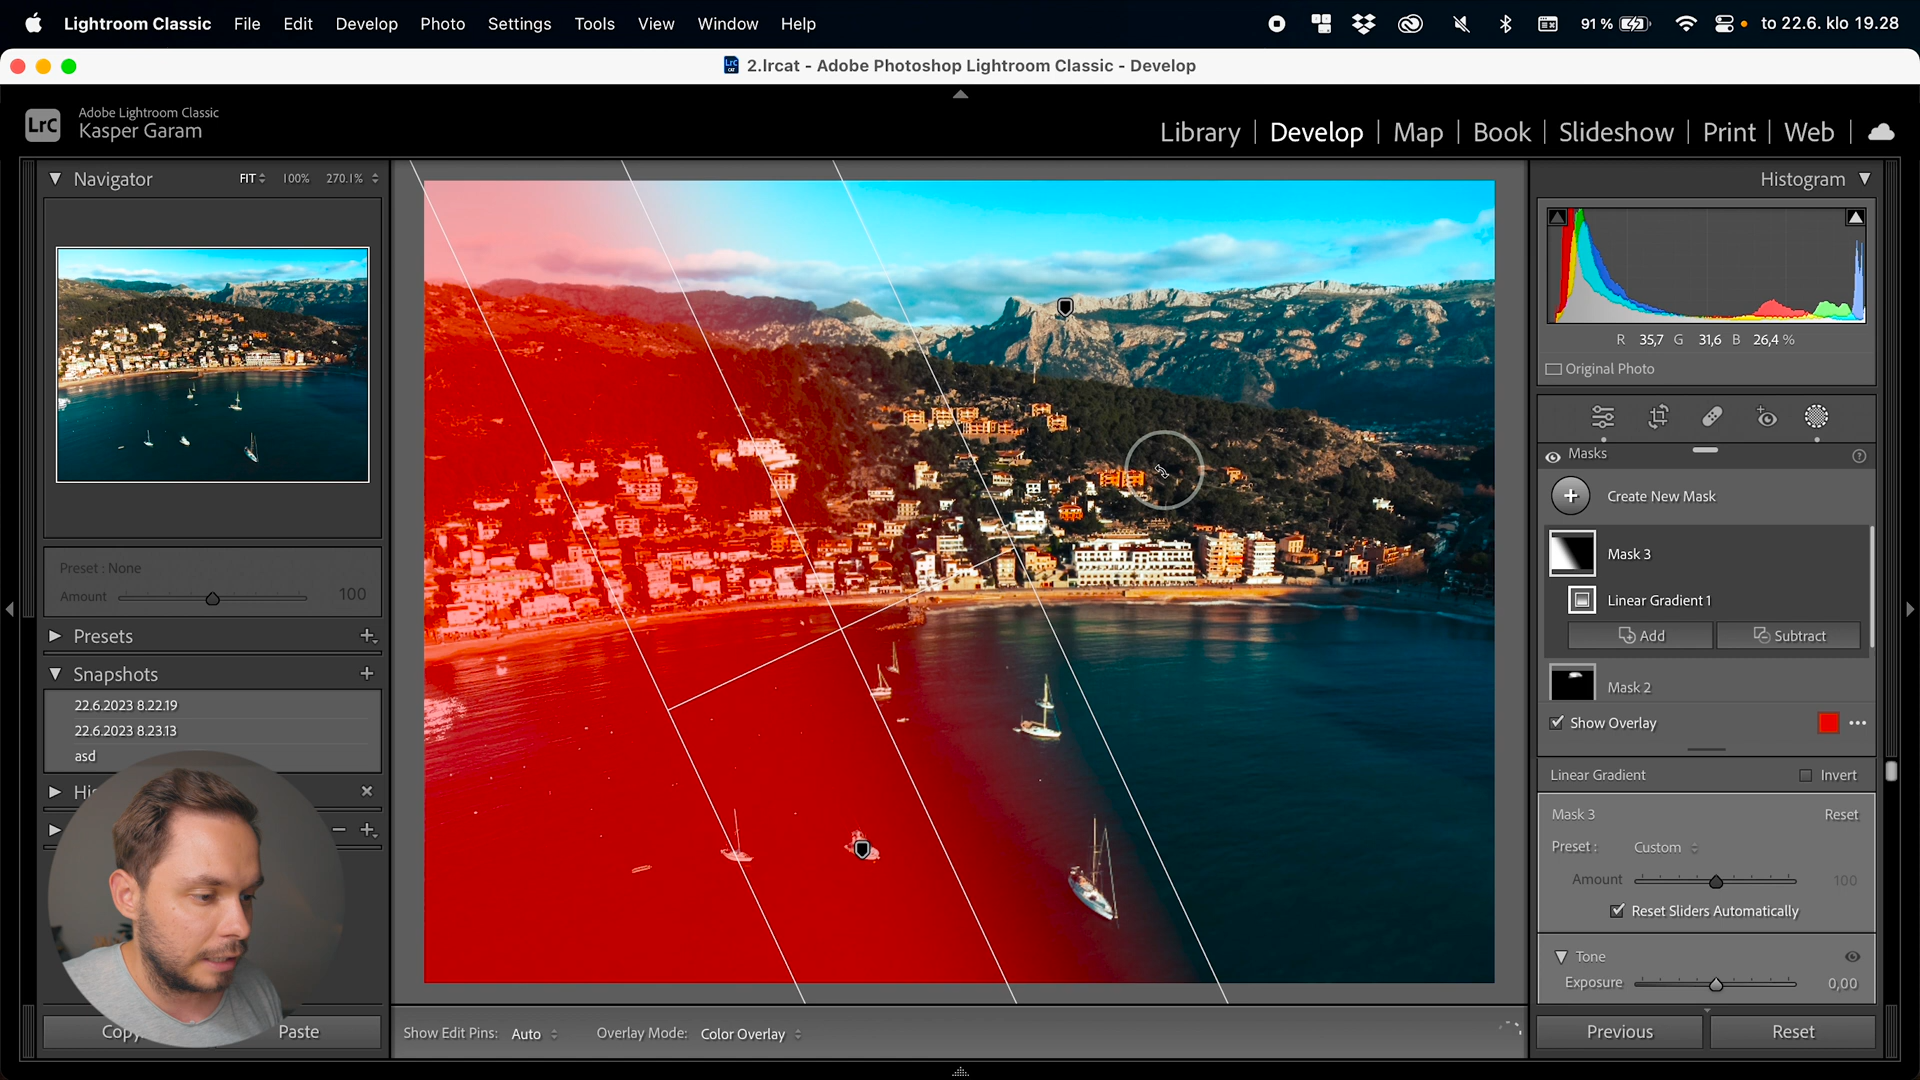 Lightroom Classic File Edit Develop Photo Settings Tools View Window Help 91 % to 22.6. klo 19.28
2.lrcat - Adobe Photoshop Lightroom Classic - Develop
LrC Adobe Lightroom Classic
Kasper Garam
Library | Develop | Map | Book | Slideshow | Print | Web
Navigator FIT 100% 270.1%
Preset : None
Amount 100
Presets
Snapshots
22.6.2023 8.22.19
22.6.2023 8.23.13
asd
Paste
Show Edit Pins: Auto Overlay Mode: Color Overlay
Histogram
R 35,7 G 31,6 B 26,4 %
Original Photo
Masks
Create New Mask
Mask 3
Linear Gradient 1
Add Subtract
Mask 2
Show Overlay
Linear Gradient Invert
Mask 3 Reset
Preset : Custom
Amount 100
Reset Sliders Automatically
Tone
Exposure 0,00
Previous Reset